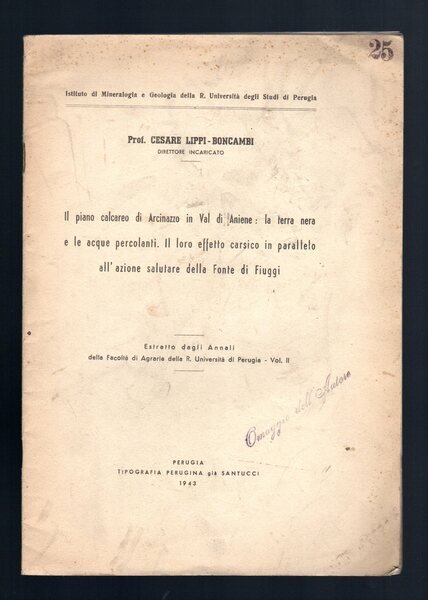 25
Istituto di Mineralogia e Geologia della R. Università degli Studi di Perugia
Prof. CESARE LIPPI-BONCAMBI
DIRETTORE INCARICATO
Il piano calcareo di Arcinazzo in Val di Aniene: la terra nera
e le acque percolanti. Il loro effetto carsico in parallelo
all'azione salutare della Fonte di Fiuggi
Estratto dagli Annali
della Facoltà di Agraria della R. Università di Perugia - Vol. II
Omaggio dell'Autore
PERUGIA
TIPOGRAFIA PERUGINA già SANTUCCI
1943